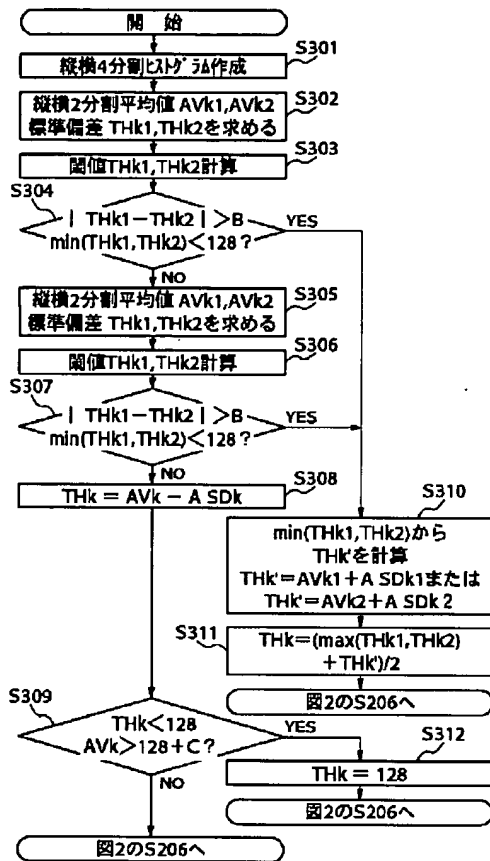 開 始
S301
縦横4分割ﾋｽﾄｸﾞﾗﾑ作成
S302
縦横2分割平均値 AVk1,AVk2
標準偏差 THk1,THk2を求める
S303
閾値THk1,THk2計算
S304
| THk1−THk2 |>B
min(THk1,THk2)<128?
YES
NO
S305
縦横2分割平均値 AVk1,AVk2
標準偏差 THk1,THk2を求める
S306
閾値THk1,THk2計算
S307
| THk1−THk2 |>B
min(THk1,THk2)<128?
YES
NO
S308
THk = AVk − A SDk
S310
min(THk1,THk2)から
THk'を計算
THk'=AVk1+A SDk1または
THk'=AVk2+A SDk2
S311
THk=(max(THk1,THk2)
+THk')/2
図2のS206へ
S309
THk<128
AVk>128+C?
YES
NO
S312
THk = 128
図2のS206へ
図2のS206へ